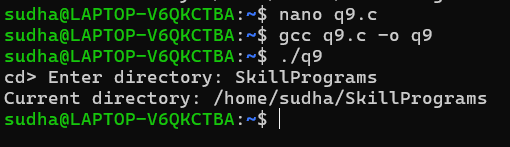 sudha@LAPTOP-V6QKCTBA:~$ nano q9.c
sudha@LAPTOP-V6QKCTBA:~$ gcc q9.c -o q9
sudha@LAPTOP-V6QKCTBA:~$ ./q9
cd> Enter directory: SkillPrograms
Current directory: /home/sudha/SkillPrograms
sudha@LAPTOP-V6QKCTBA:~$